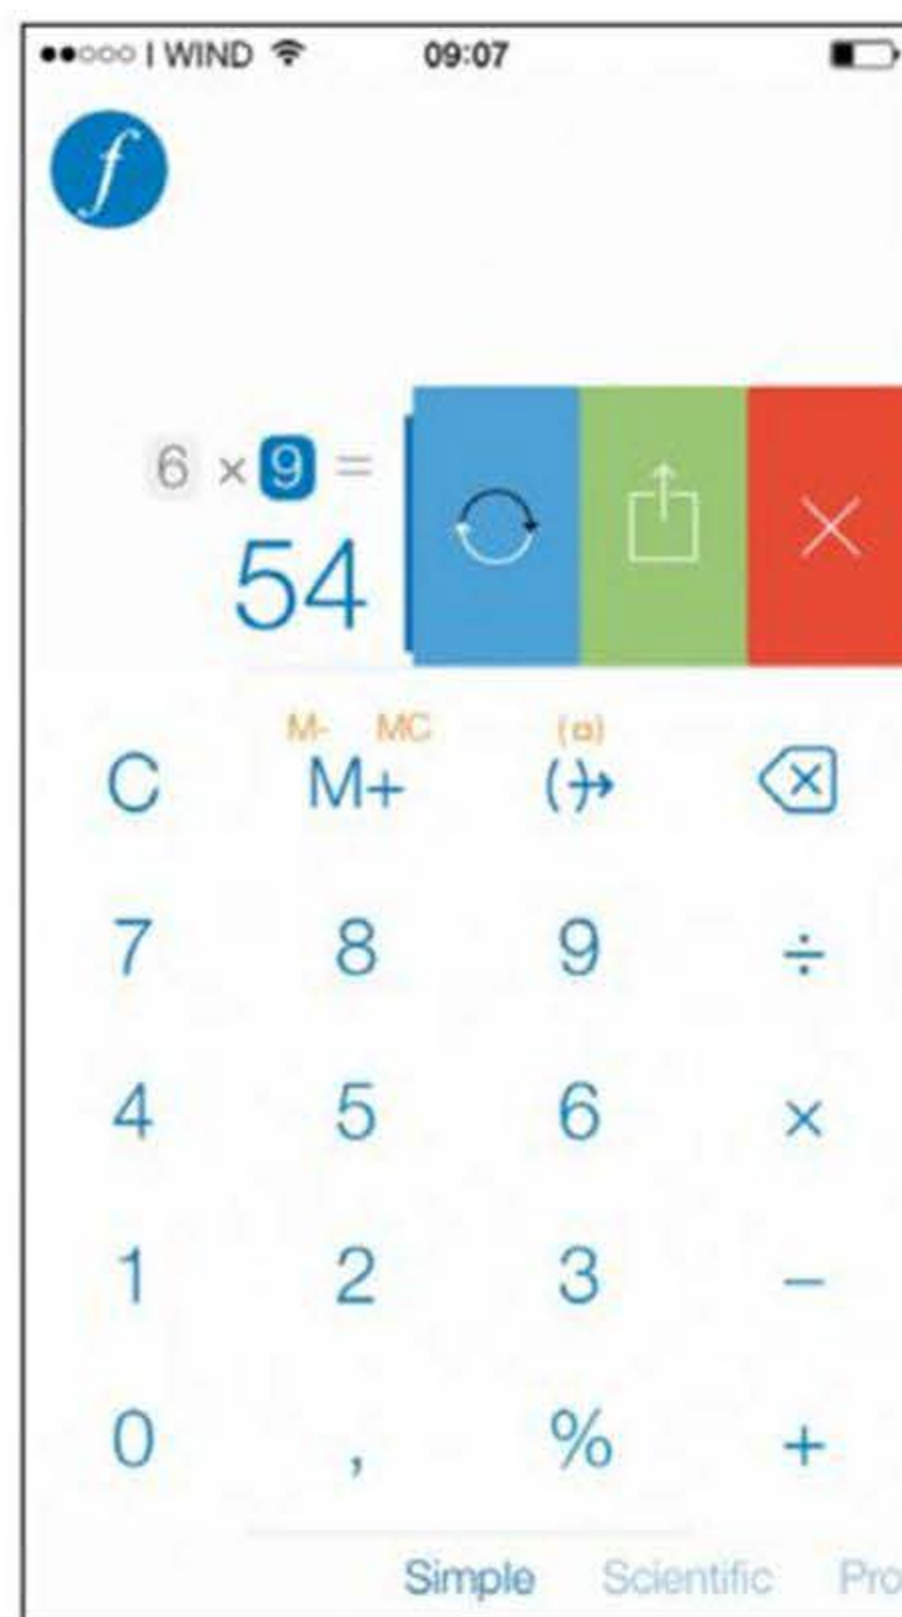 I WIND 09:07
f
6 × 9 =
54
M- MC (¤)
C M+ ()→
7 8 9 ÷
4 5 6 ×
1 2 3 −
0 , % +
Simple Scientific Pro